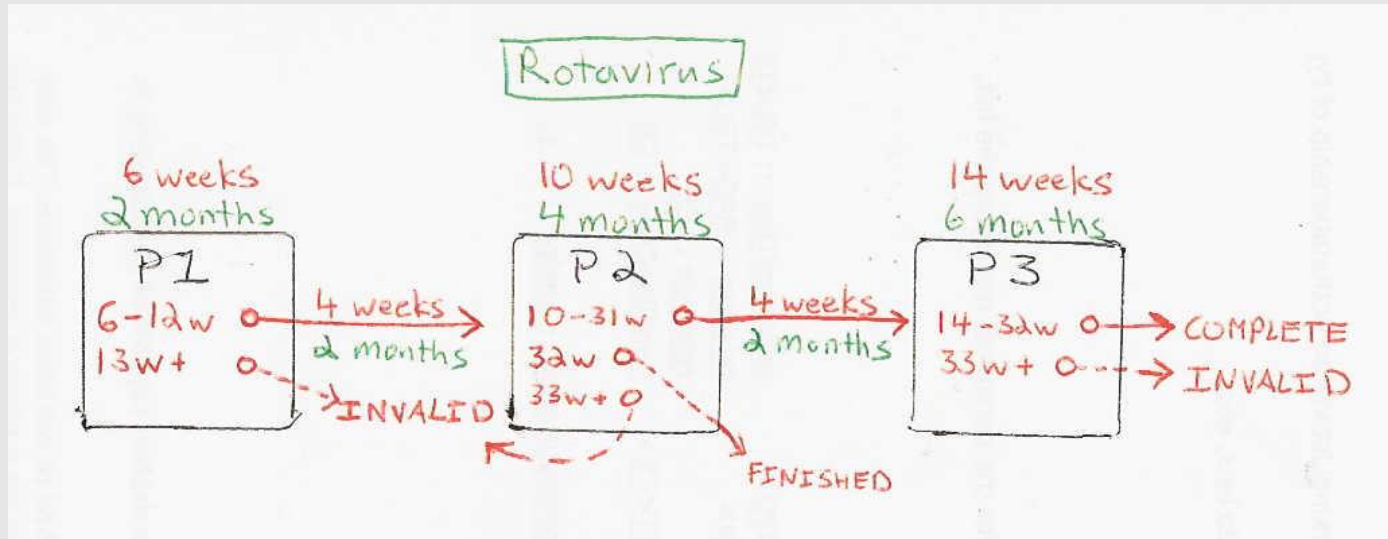 Rotavirus
6 weeks
2 months
P1
6-12w
13w+
4 weeks
2 months
INVALID
10 weeks
4 months
P2
10-31w
32w
33w+
4 weeks
2 months
FINISHED
14 weeks
6 months
P3
14-32w
33w+
COMPLETE
INVALID